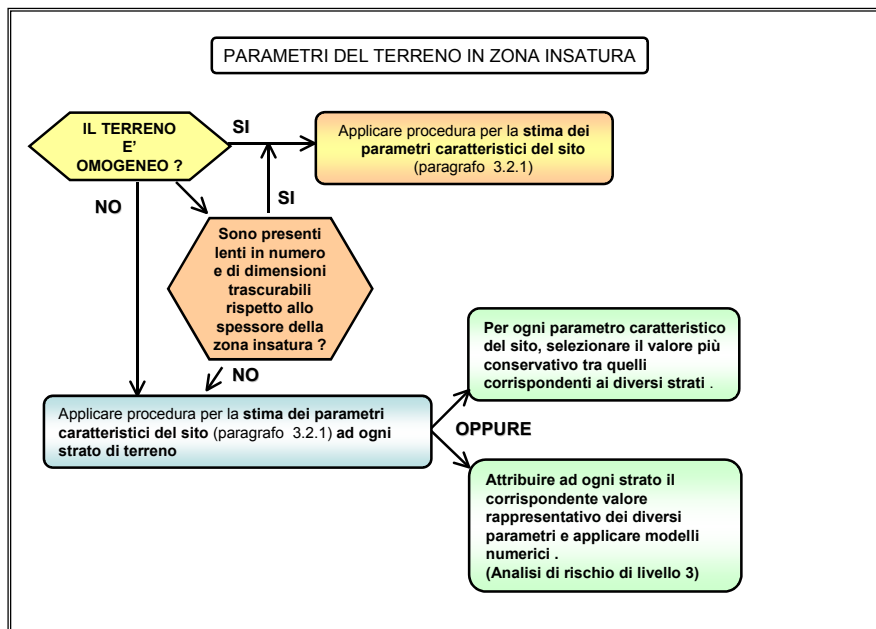 PARAMETRI DEL TERRENO IN ZONA INSATURA
IL TERRENO
E'
OMOGENEO ?
SI
Applicare procedura per la stima dei
parametri caratteristici del sito
(paragrafo 3.2.1)
NO
SI
Sono presenti
lenti in numero
e di dimensioni
trascurabili
rispetto allo
spessore della
zona insatura ?
NO
Applicare procedura per la stima dei parametri
caratteristici del sito (paragrafo 3.2.1) ad ogni
strato di terreno
Per ogni parametro caratteristico
del sito, selezionare il valore più
conservativo tra quelli
corrispondenti ai diversi strati .
OPPURE
Attribuire ad ogni strato il
corrispondente valore
rappresentativo dei diversi
parametri e applicare modelli
numerici .
(Analisi di rischio di livello 3)